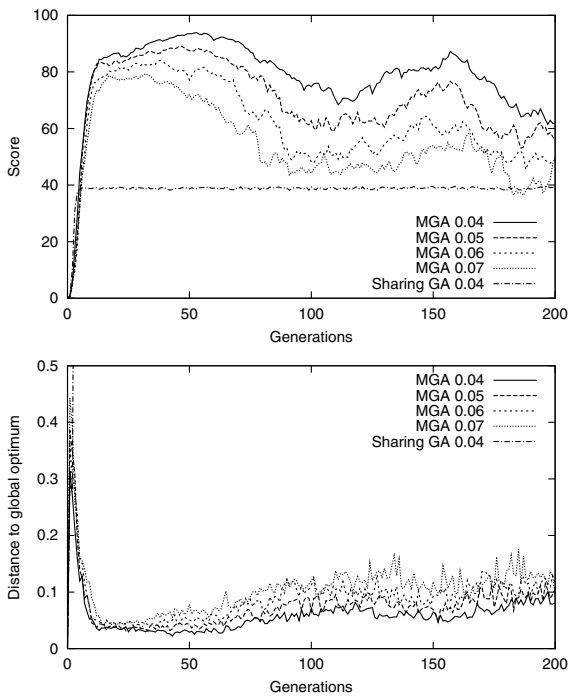 100
80
60
40
20
0
Score
MGA 0.04
MGA 0.05
MGA 0.06
MGA 0.07
Sharing GA 0.04
0 50 100 150 200
Generations
0.5
0.4
0.3
0.2
0.1
0
Distance to global optimum
MGA 0.04
MGA 0.05
MGA 0.06
MGA 0.07
Sharing GA 0.04
0 50 100 150 200
Generations